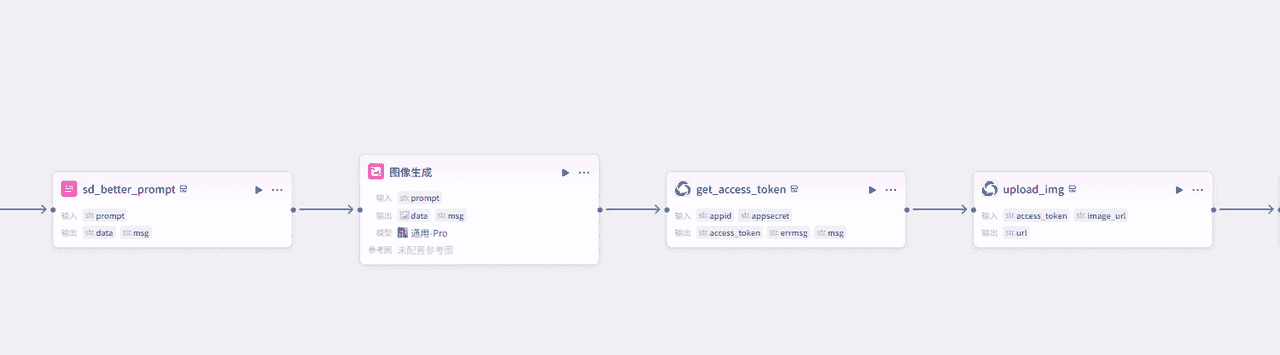 sd_better_prompt
输入 str. prompt
输出 str. data str. msg
图像生成
输入 str. prompt
输出 data str. msg
模型 通用-Pro
参考图 未配置参考图
get_access_token
输入 str. appid str. appsecret
输出 str. access_token str. errmsg str. msg
upload_img
输入 str. access_token str. image_url
输出 str. url